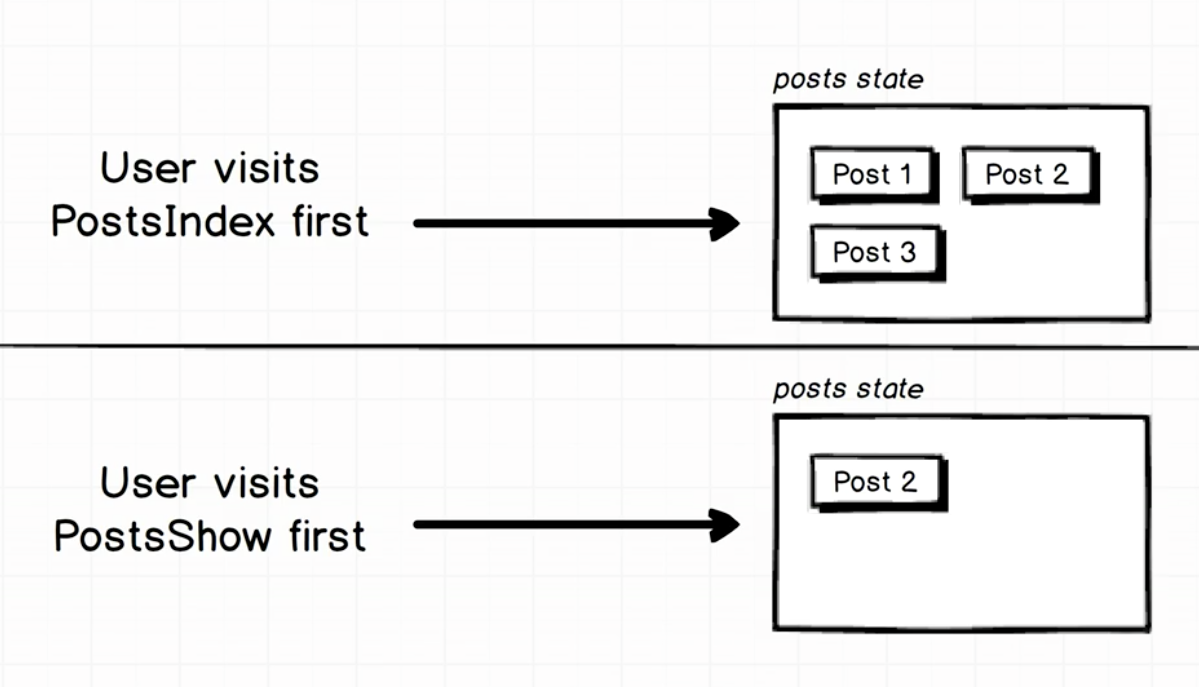 posts state
User visits
PostsIndex first
Post 1
Post 2
Post 3
posts state
User visits
PostsShow first
Post 2